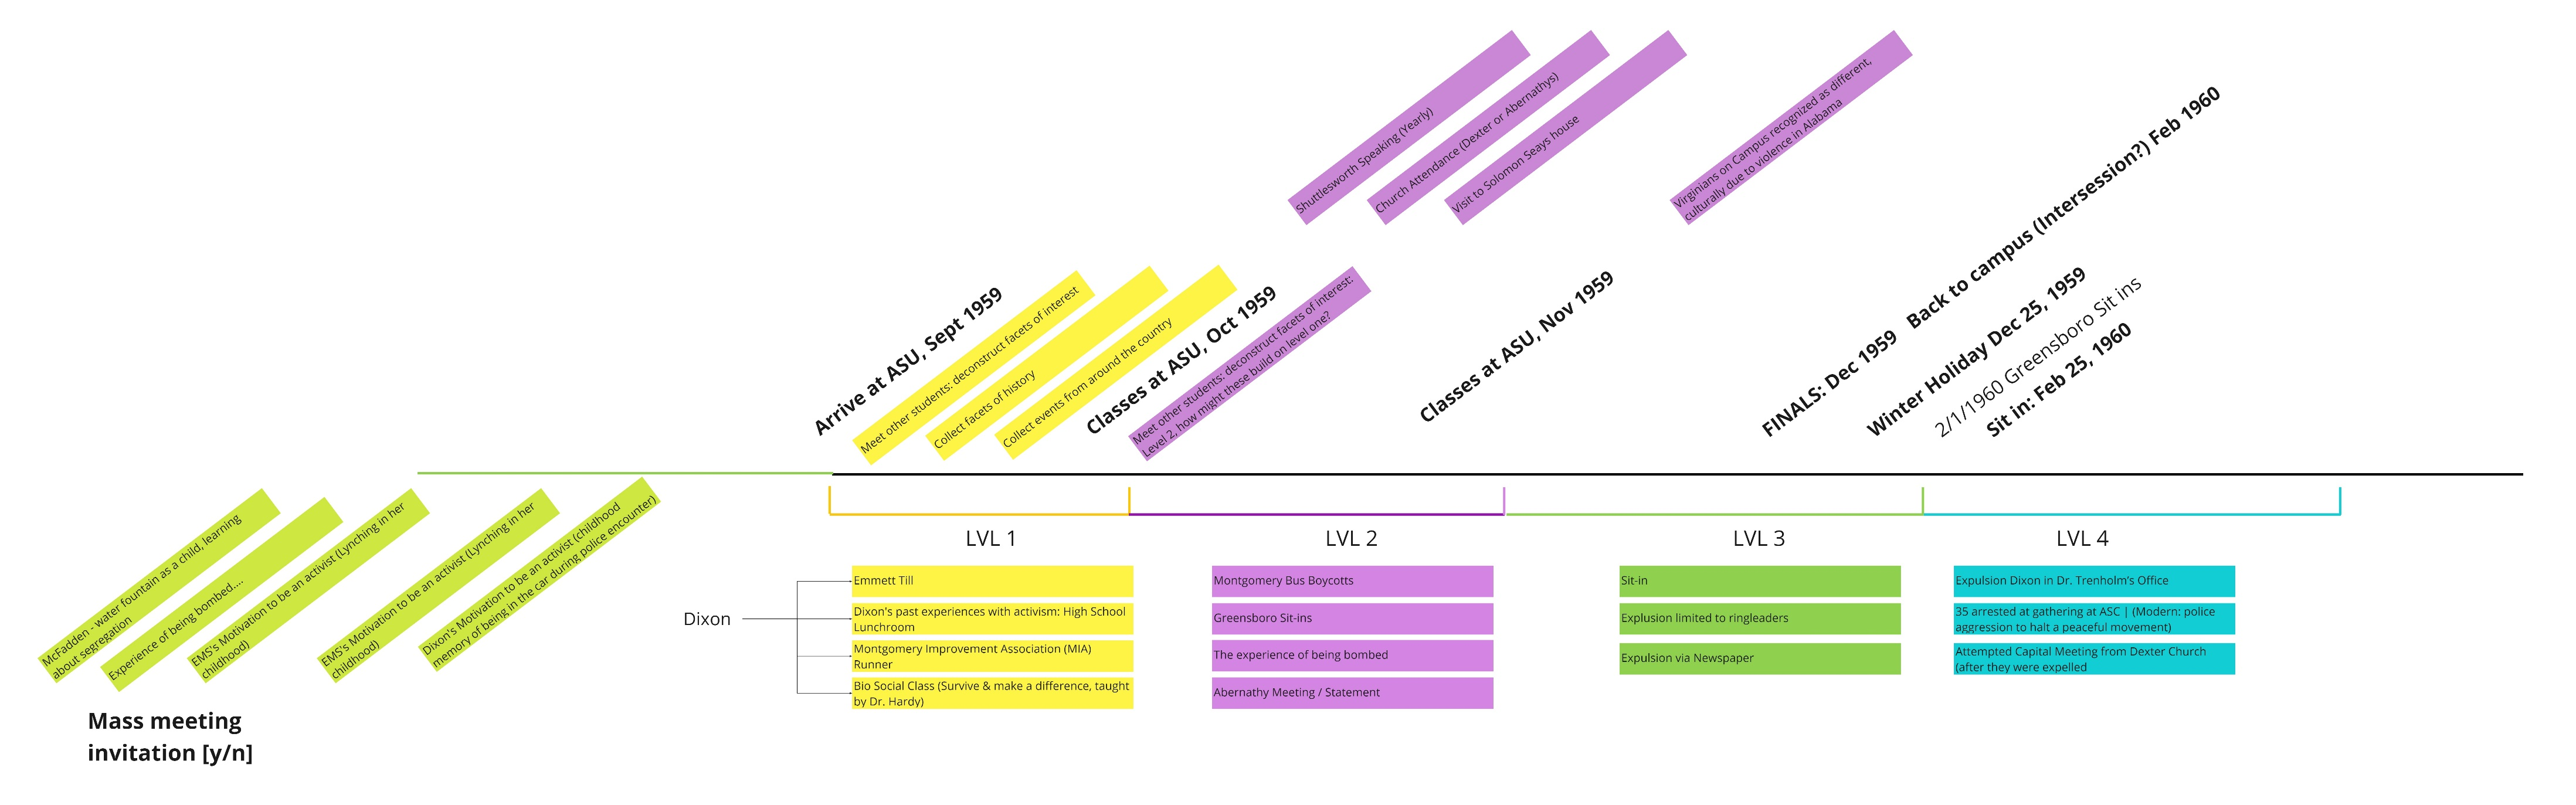 Shuttlesworth Speaking (Yearly)
Church Attendance (Dexter or Abernathys)
Visit to Solomon Seays house
Virginians on Campus recognized as different,
culturally due to violence in Alabama
Arrive at ASU, Sept 1959
Meet other students: deconstruct facets of interest
Collect facets of history
Collect events from around the country
Classes at ASU, Oct 1959
Meet other students: deconstruct facets of interest:
Level 2, how might these build on level one?
Classes at ASU, Nov 1959
FINALS: Dec 1959
Back to campus (Intersession?) Feb 1960
Winter Holiday Dec 25, 1959
2/1/1960 Greensboro Sit ins
Sit in: Feb 25, 1960
McFadden - water fountain as a child, learning
about segregation
Experience of being bombed....
EMS's Motivation to be an activist (Lynching in her
childhood)
EMS's Motivation to be an activist (Lynching in her
childhood)
Dixon's Motivation to be an activist (childhood
memory of being in the car during police encounter)
Mass meeting
invitation [y/n]
Dixon
LVL 1
Emmett Till
Dixon's past experiences with activism: High School
Lunchroom
Montgomery Improvement Association (MIA)
Runner
Bio Social Class (Survive & make a difference, taught
by Dr. Hardy)
LVL 2
Montgomery Bus Boycotts
Greensboro Sit-ins
The experience of being bombed
Abernathy Meeting / Statement
LVL 3
Sit-in
Explusion limited to ringleaders
Expulsion via Newspaper
LVL 4
Expulsion Dixon in Dr. Trenholm's Office
35 arrested at gathering at ASC | (Modern: police
aggression to halt a peaceful movement)
Attempted Capital Meeting from Dexter Church
(after they were expelled